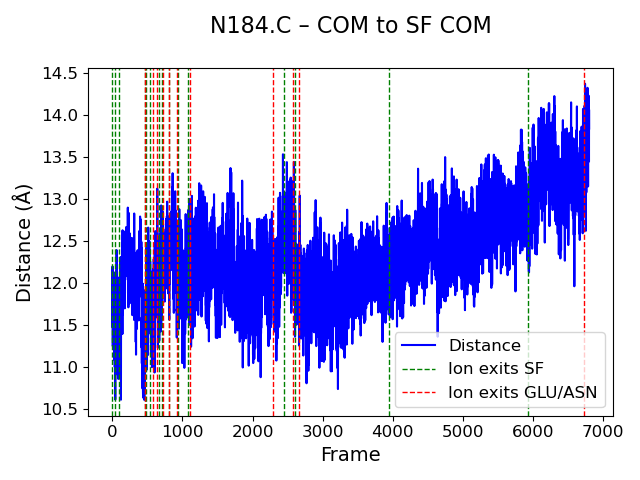 N184.C – COM to SF COM
Distance (Å)
14.5
14.0
13.5
13.0
12.5
12.0
11.5
11.0
10.5
Distance
Ion exits SF
Ion exits GLU/ASN
0 1000 2000 3000 4000 5000 6000 7000
Frame